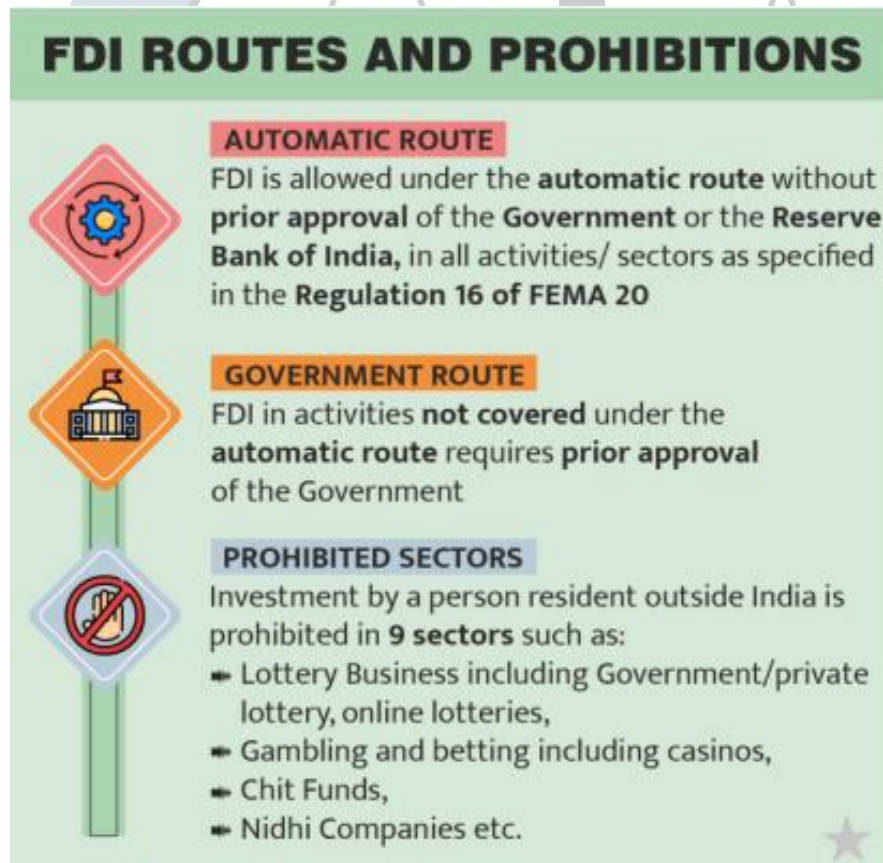 FDI ROUTES AND PROHIBITIONS
AUTOMATIC ROUTE
FDI is allowed under the automatic route without
prior approval of the Government or the Reserve
Bank of India, in all activities/ sectors as specified
in the Regulation 16 of FEMA 20
GOVERNMENT ROUTE
FDI in activities not covered under the
automatic route requires prior approval
of the Government
PROHIBITED SECTORS
Investment by a person resident outside India is
prohibited in 9 sectors such as:
➨ Lottery Business including Government/private
lottery, online lotteries,
➨ Gambling and betting including casinos,
➨ Chit Funds,
➨ Nidhi Companies etc.